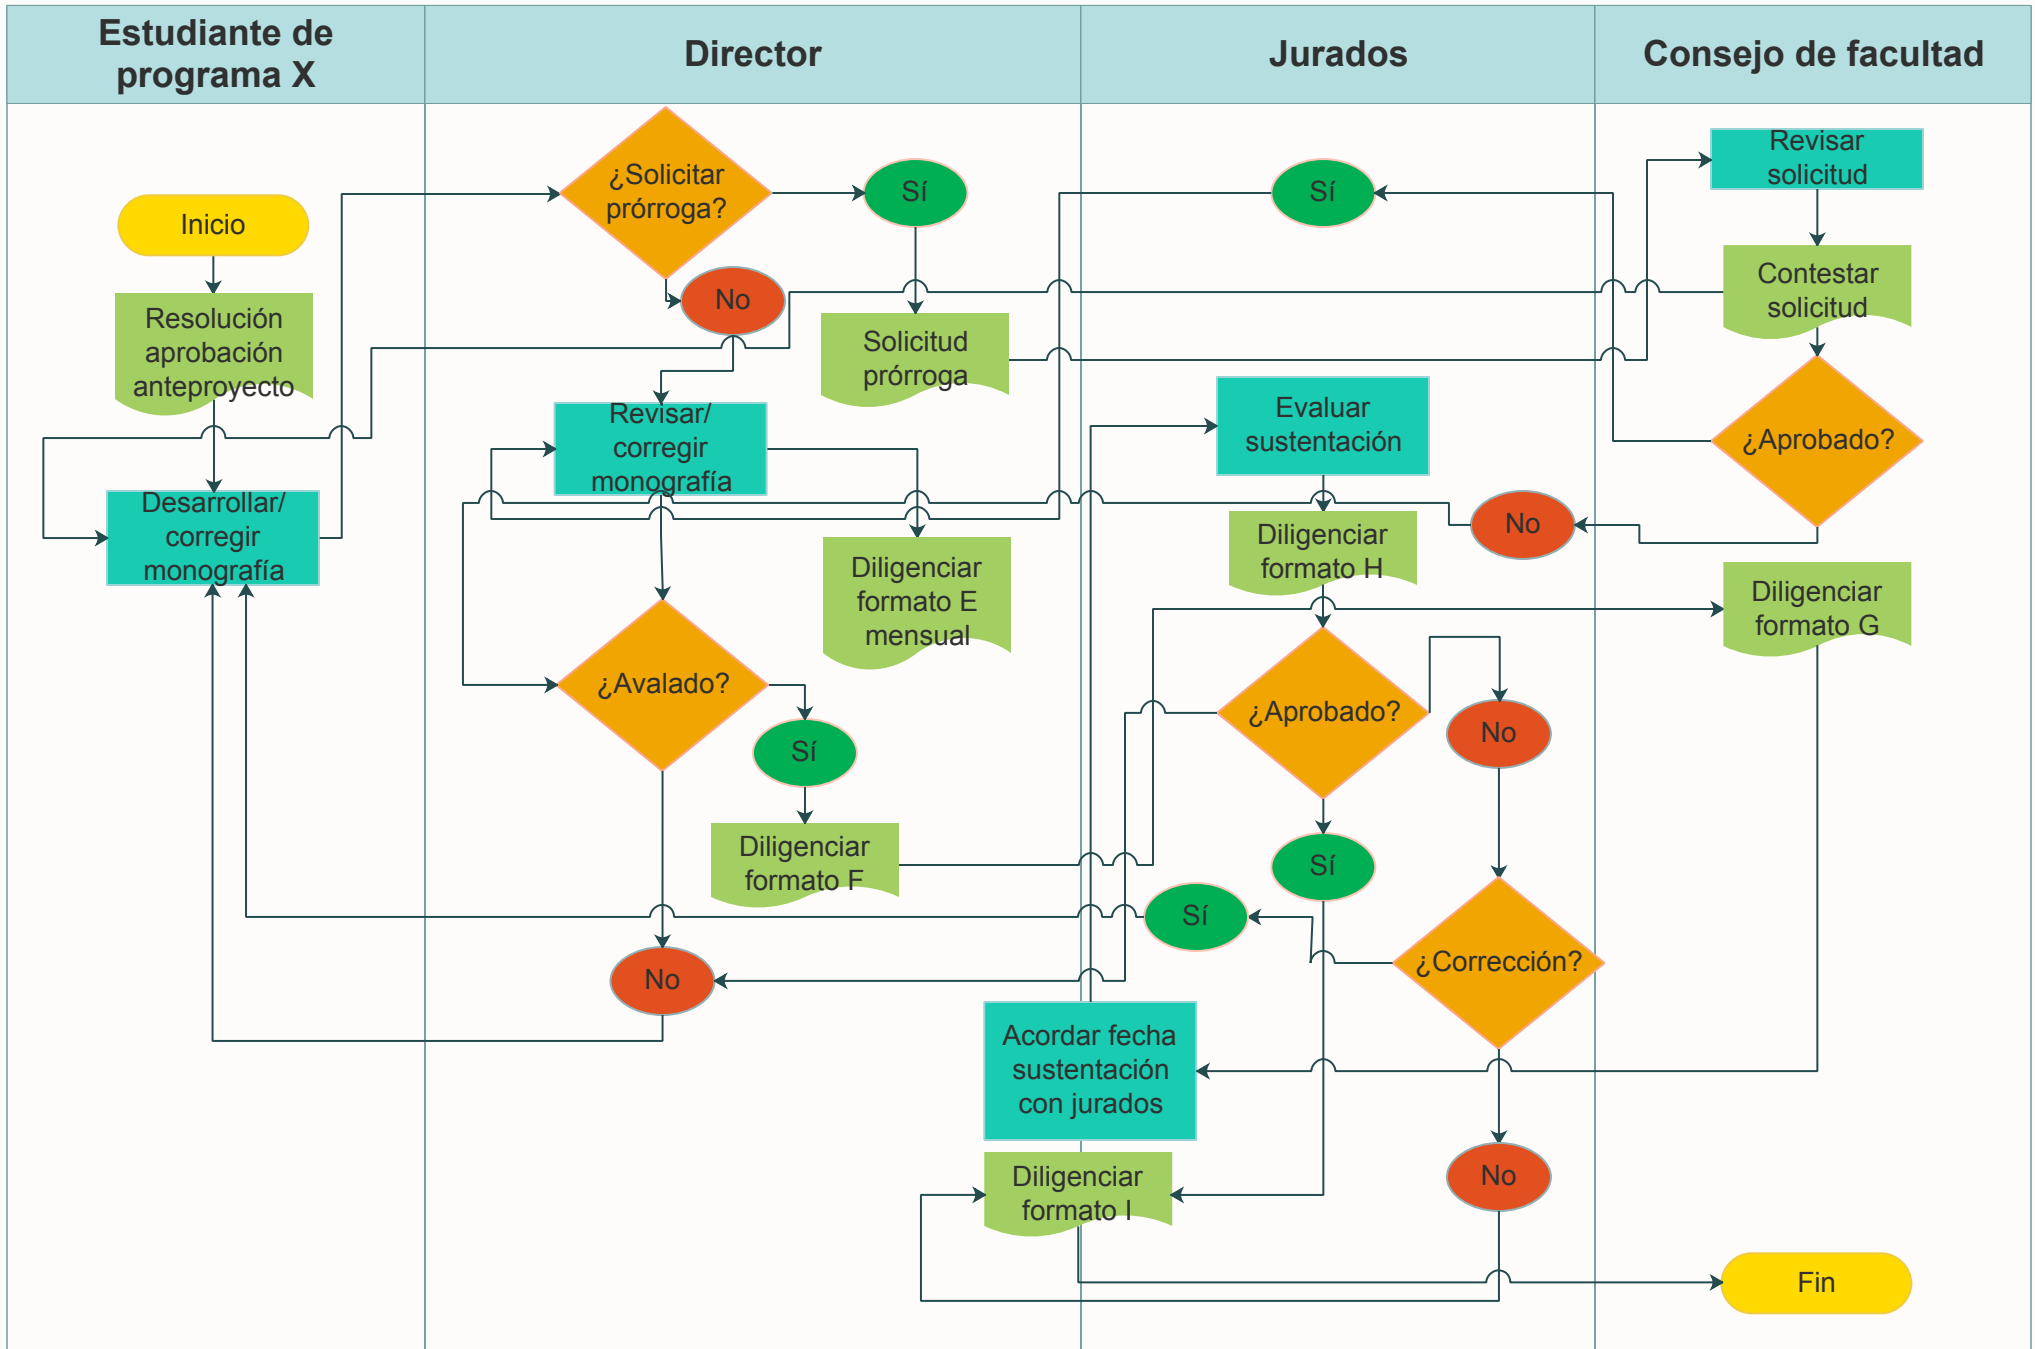 Estudiante de
programa X
Director
Jurados
Consejo de facultad
Inicio
Resolución
aprobación
anteproyecto
Desarrollar/
corregir
monografía
¿Solicitar
prórroga?
Sí
No
Solicitud
prórroga
Revisar/
corregir
monografía
Diligenciar
formato E
mensual
¿Avalado?
Sí
Diligenciar
formato F
No
Sí
Evaluar
sustentación
Diligenciar
formato H
No
¿Aprobado?
No
Sí
Sí
¿Corrección?
Acordar fecha
sustentación
con jurados
Diligenciar
formato I
No
Revisar
solicitud
Contestar
solicitud
¿Aprobado?
Diligenciar
formato G
Fin